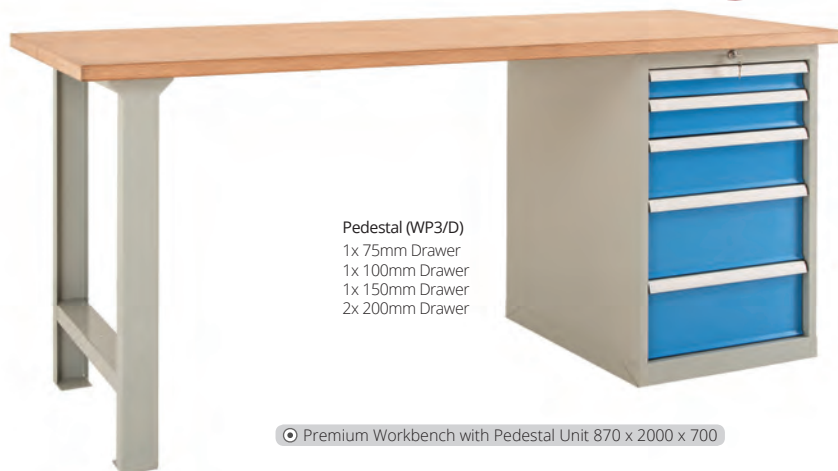 Pedestal (WP3/D)
1x 75mm Drawer
1x 100mm Drawer
1x 150mm Drawer
2x 200mm Drawer
Premium Workbench with Pedestal Unit 870 x 2000 x 700